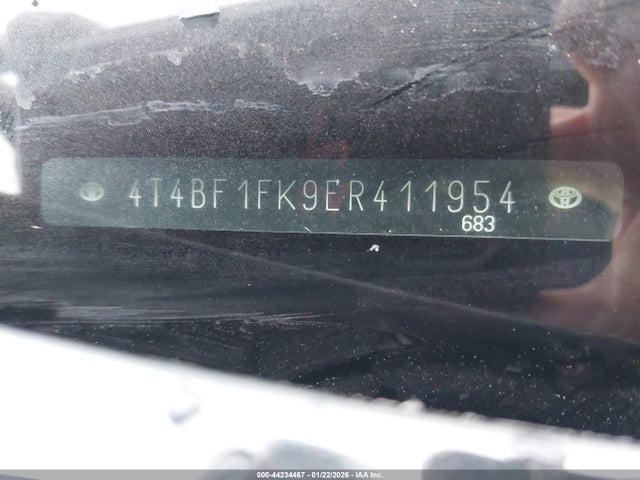 4T4BF1FK9ER411954
683
000-44234467 - 01/22/2026 - IAA Inc.